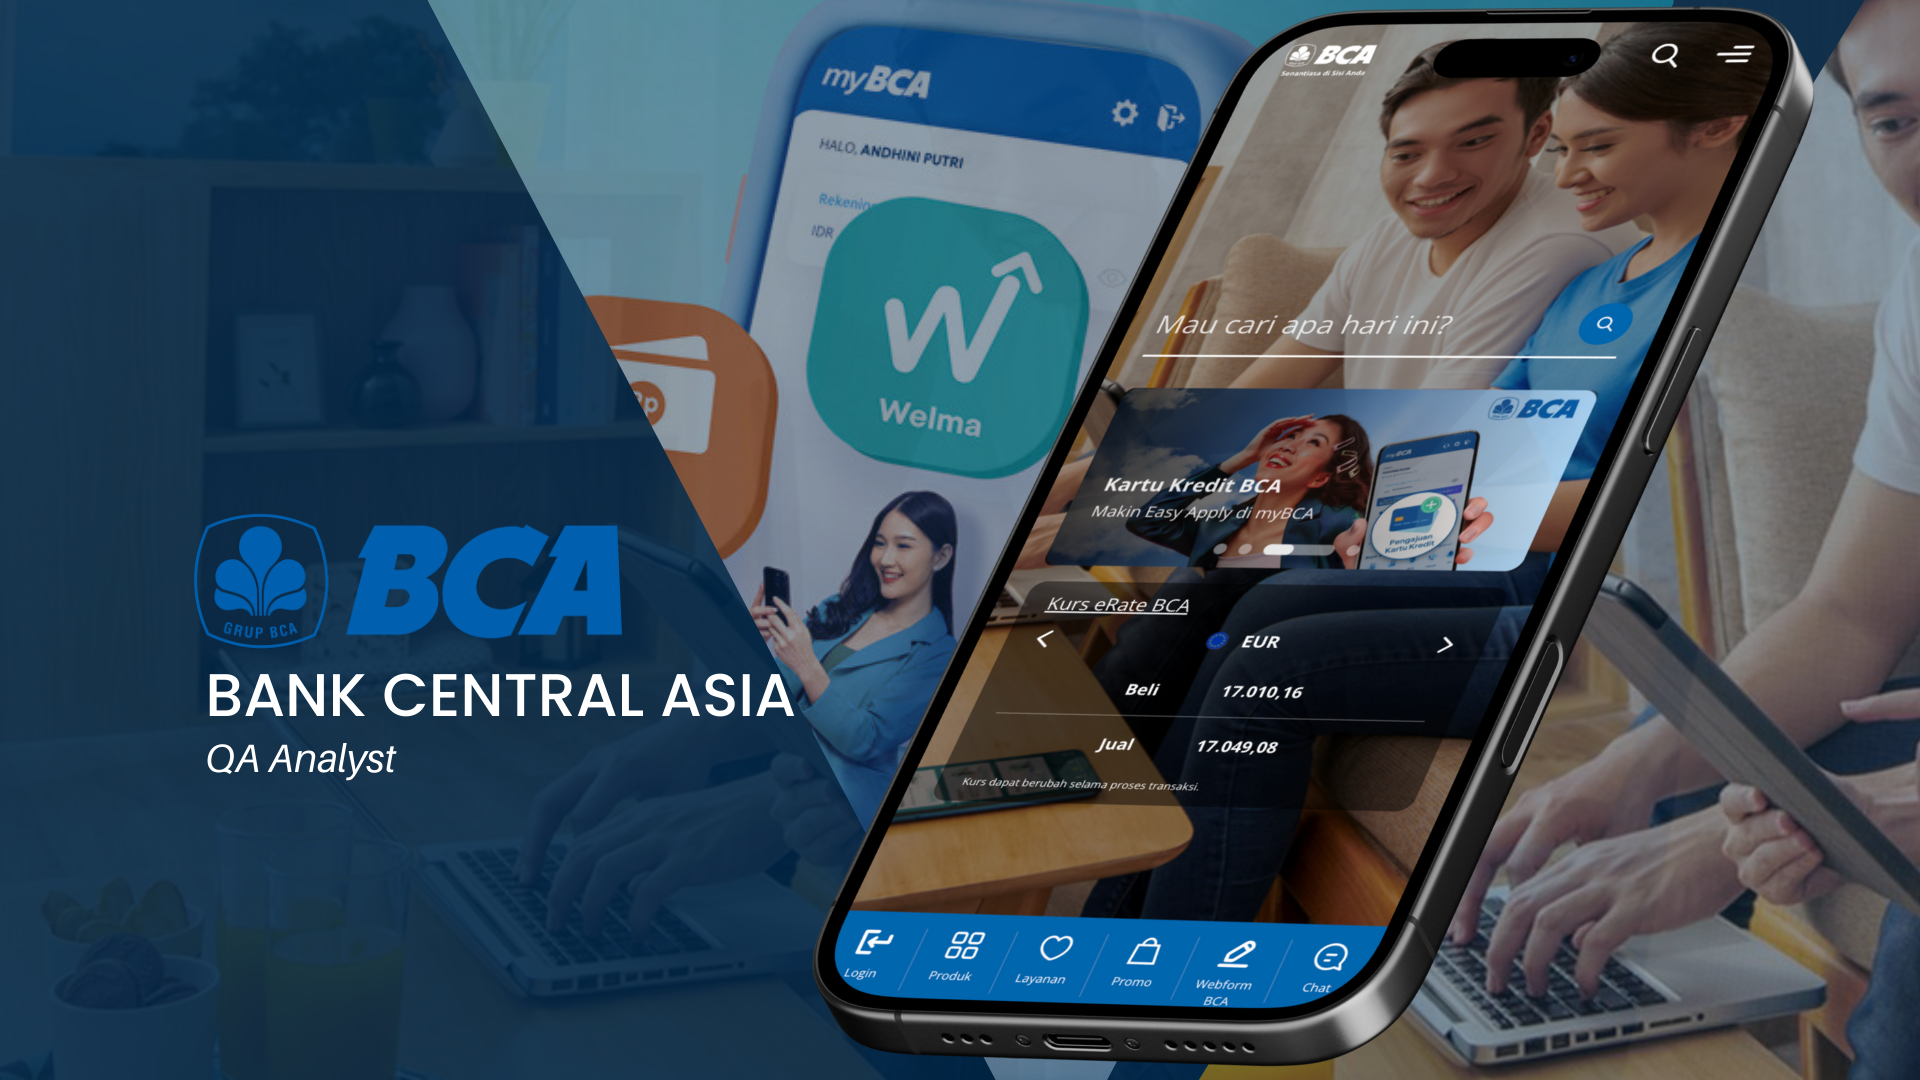 GRUP BCA
BCA
BANK CENTRAL ASIA
QA Analyst
myBCA
HALO, ANDHINI PUTRI
Rekening
IDR
Welma
Rp
BCA
Senantiasa di Sisi Anda
Mau cari apa hari ini?
BCA
Kartu Kredit BCA
Makin Easy Apply di myBCA
myBCA
Pengajuan
Kartu Kredit
Kurs eRate BCA
EUR
Beli 17.010,16
Jual 17.049,08
Kurs dapat berubah selama proses transaksi.
Login
Produk
Layanan
Promo
Webform
BCA
Chat